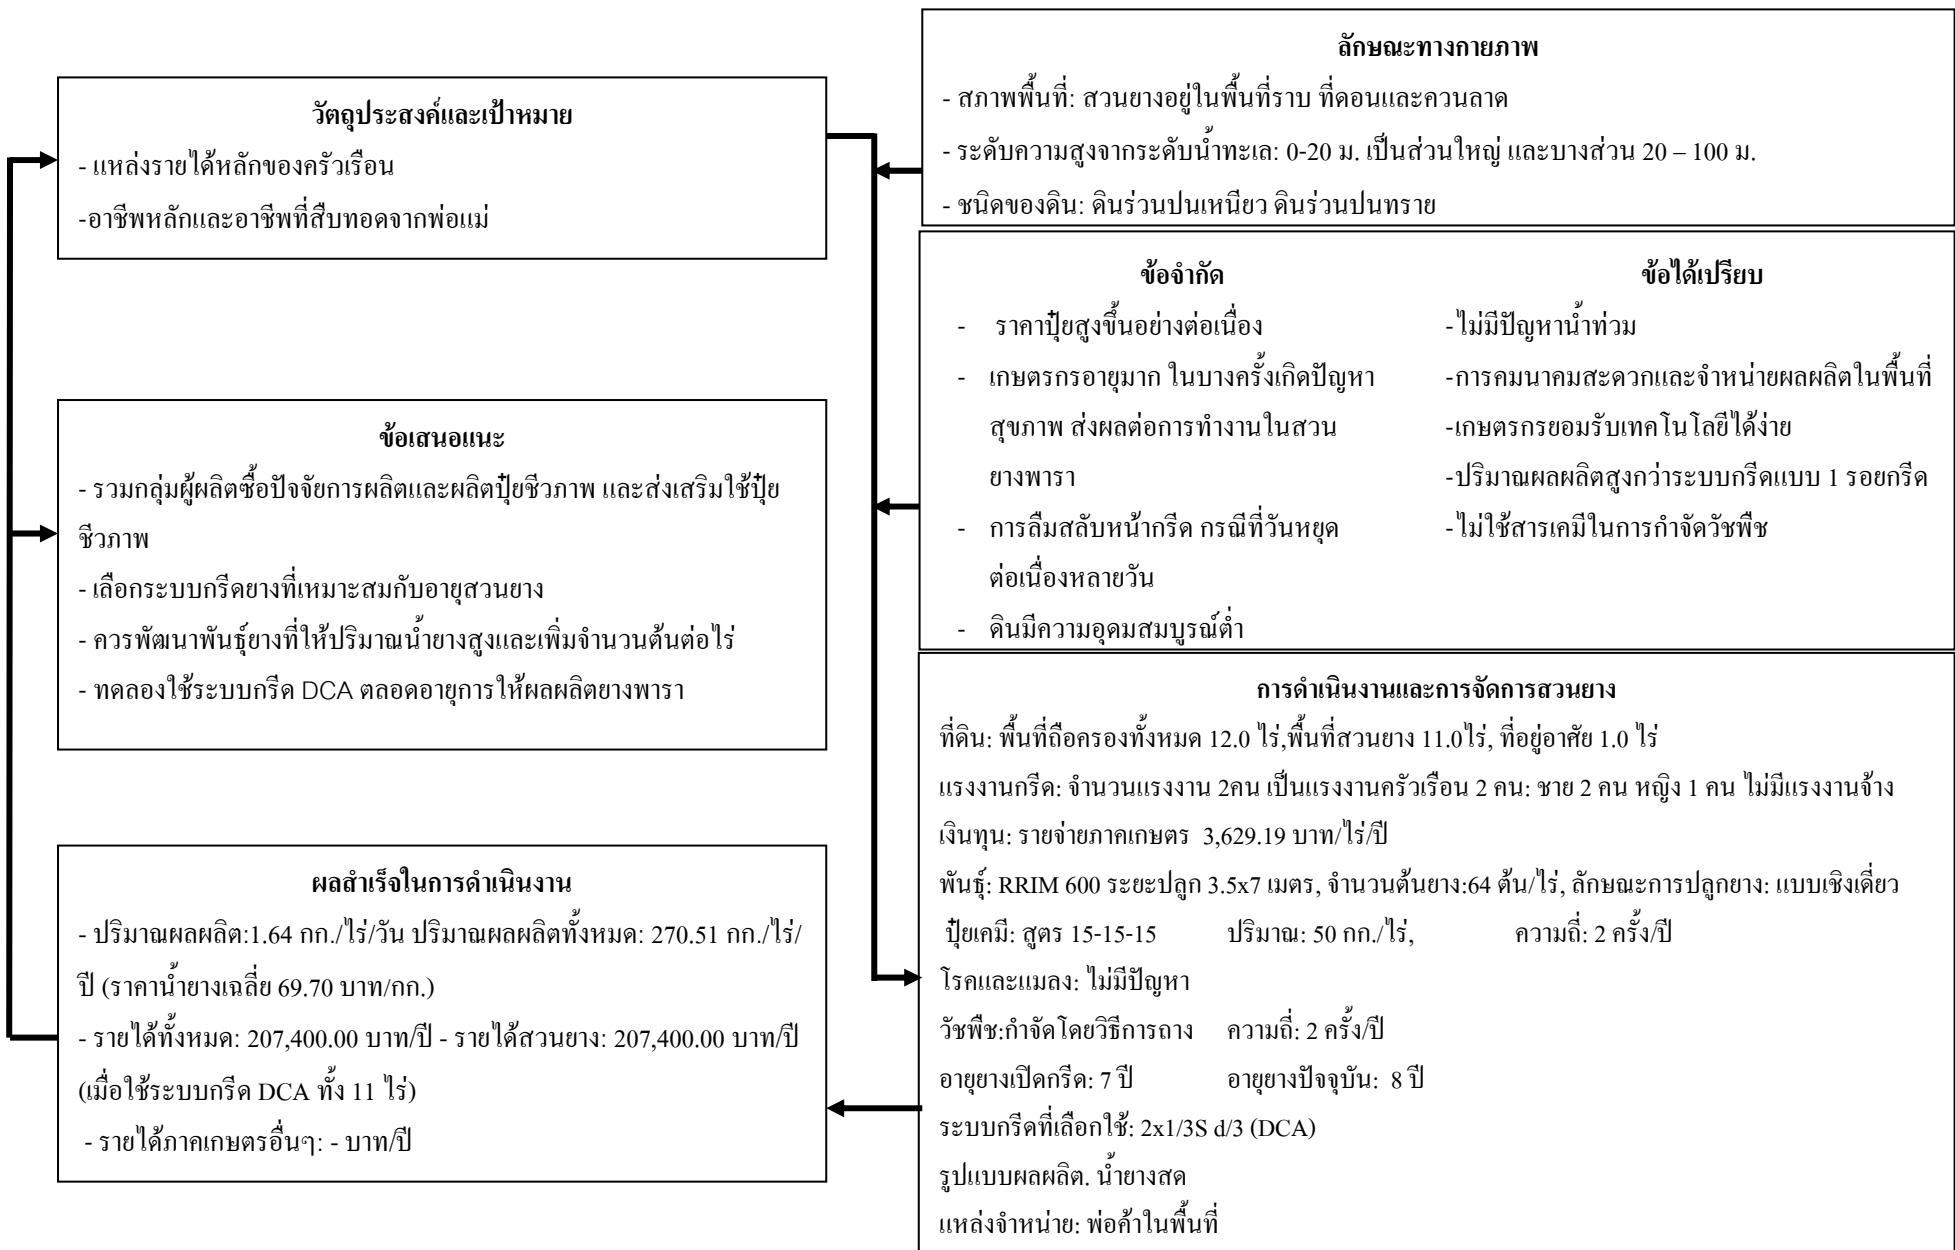 วัตถุประสงค์และเป้าหมาย
- แหล่งรายได้หลักของครัวเรือน
-อาชีพหลักและอาชีพที่สืบทอดจากพ่อแม่
ข้อเสนอแนะ
- รวมกลุ่มผู้ผลิตซื้อปัจจัยการผลิตและผลิตปุ๋ยชีวภาพ และส่งเสริมใช้ปุ๋ย
ชีวภาพ
- เลือกระบบกรีดยางที่เหมาะสมกับอายุสวนยาง
- ควรพัฒนาพันธุ์ยางที่ให้ปริมาณน้ำยางสูงและเพิ่มจำนวนต้นต่อไร่
- ทดลองใช้ระบบกรีด DCA ตลอดอายุการให้ผลผลิตยางพารา
ผลสำเร็จในการดำเนินงาน
- ปริมาณผลผลิต:1.64 กก./ไร่/วัน ปริมาณผลผลิตทั้งหมด: 270.51 กก./ไร่/
ปี (ราคาน้ำยางเฉลี่ย 69.70 บาท/กก.)
- รายได้ทั้งหมด: 207,400.00 บาท/ปี - รายได้สวนยาง: 207,400.00 บาท/ปี
(เมื่อใช้ระบบกรีด DCA ทั้ง 11 ไร่)
- รายได้ภาคเกษตรอื่นๆ: - บาท/ปี
ลักษณะทางกายภาพ
- สภาพพื้นที่: สวนยางอยู่ในพื้นที่ราบ ที่ดอนและควนลาด
- ระดับความสูงจากระดับน้ำทะเล: 0-20 ม. เป็นส่วนใหญ่ และบางส่วน 20 – 100 ม.
- ชนิดของดิน: ดินร่วนปนเหนียว ดินร่วนปนทราย
ข้อจำกัด
- ราคาปุ๋ยสูงขึ้นอย่างต่อเนื่อง
- เกษตรกรอายุมาก ในบางครั้งเกิดปัญหา
สุขภาพ ส่งผลต่อการทำงานในสวน
ยางพารา
- การลืมสลับหน้ากรีด กรณีที่วันหยุด
ต่อเนื่องหลายวัน
- ดินมีความอุดมสมบูรณ์ต่ำ
ข้อได้เปรียบ
-ไม่มีปัญหาน้ำท่วม
-การคมนาคมสะดวกและจำหน่ายผลผลิตในพื้นที่
-เกษตรกรยอมรับเทคโนโลยีได้ง่าย
-ปริมาณผลผลิตสูงกว่าระบบกรีดแบบ 1 รอยกรีด
-ไม่ใช้สารเคมีในการกำจัดวัชพืช
การดำเนินงานและการจัดการสวนยาง
ที่ดิน: พื้นที่ถือครองทั้งหมด 12.0 ไร่,พื้นที่สวนยาง 11.0ไร่, ที่อยู่อาศัย 1.0 ไร่
แรงงานกรีด: จำนวนแรงงาน 2คน เป็นแรงงานครัวเรือน 2 คน: ชาย 2 คน หญิง 1 คน ไม่มีแรงงานจ้าง
เงินทุน: รายจ่ายภาคเกษตร 3,629.19 บาท/ไร่/ปี
พันธุ์: RRIM 600 ระยะปลูก 3.5x7 เมตร, จำนวนต้นยาง:64 ต้น/ไร่, ลักษณะการปลูกยาง: แบบเชิงเดี่ยว
ปุ๋ยเคมี: สูตร 15-15-15 ปริมาณ: 50 กก./ไร่, ความถี่: 2 ครั้ง/ปี
โรคและแมลง: ไม่มีปัญหา
วัชพืช:กำจัดโดยวิธีการถาง ความถี่: 2 ครั้ง/ปี
อายุยางเปิดกรีด: 7 ปี อายุยางปัจจุบัน: 8 ปี
ระบบกรีดที่เลือกใช้: 2x1/3S d/3 (DCA)
รูปแบบผลผลิต. น้ำยางสด
แหล่งจำหน่าย: พ่อค้าในพื้นที่